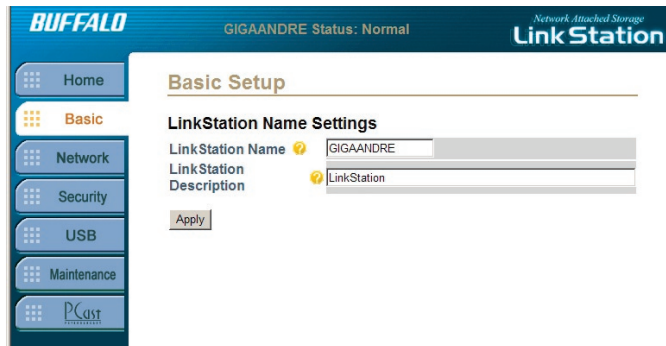 BUFFALO
GIGAANDRE Status: Normal
Network Attached Storage
LinkStation
Home
Basic
Network
Security
USB
Maintenance
PCast
Basic Setup
LinkStation Name Settings
LinkStation Name
GIGAANDRE
LinkStation
Description
LinkStation
Apply